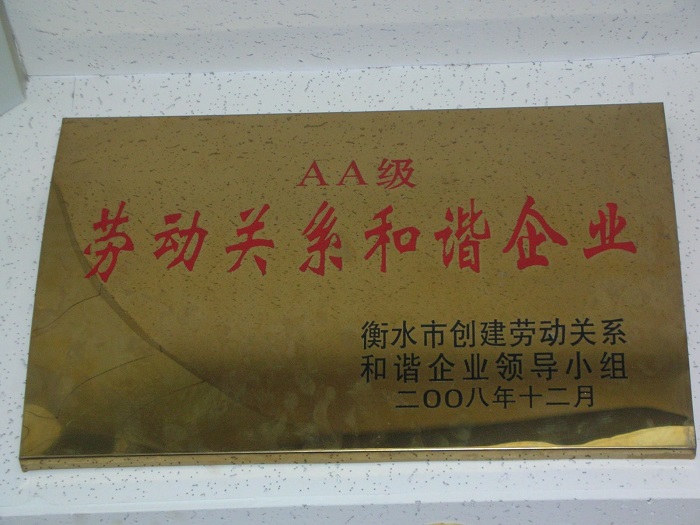 AA级
劳动关系和谐企业
衡水市创建劳动关系
和谐企业领导小组
二OO八年十二月